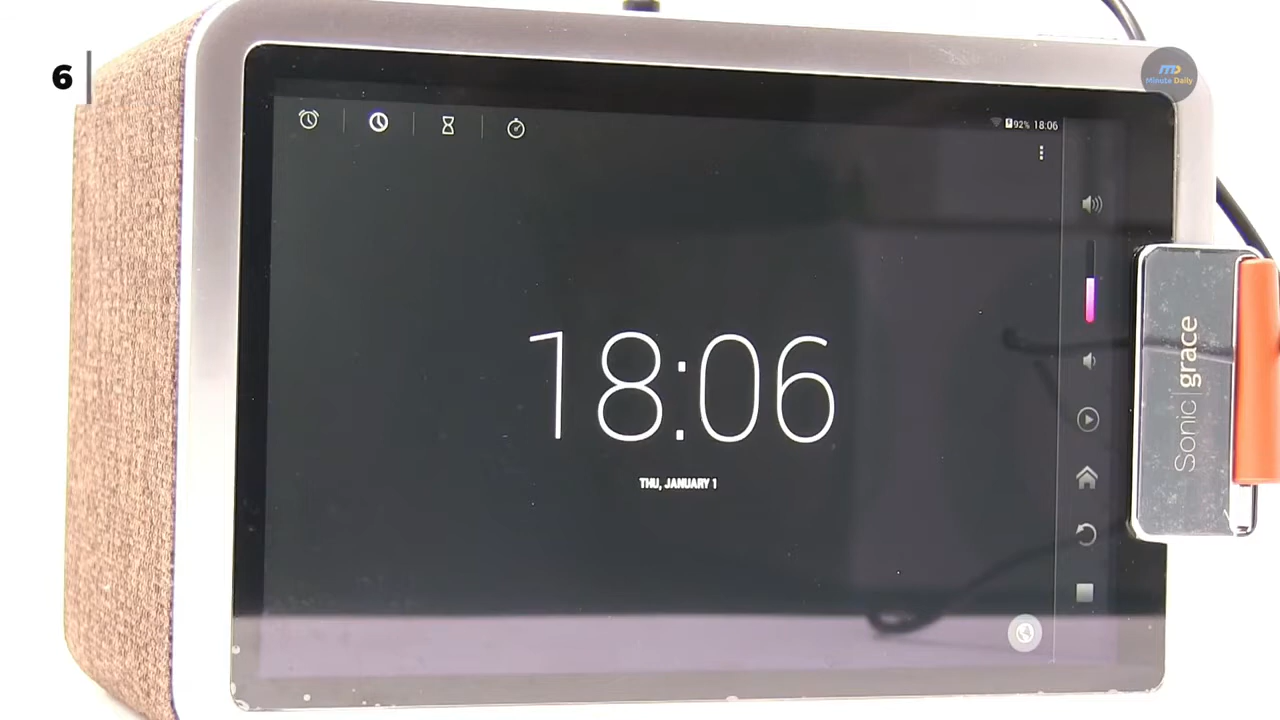 6
Minute Daily
92% 18:06
18:06
THU, JANUARY 1
Sonic|grace